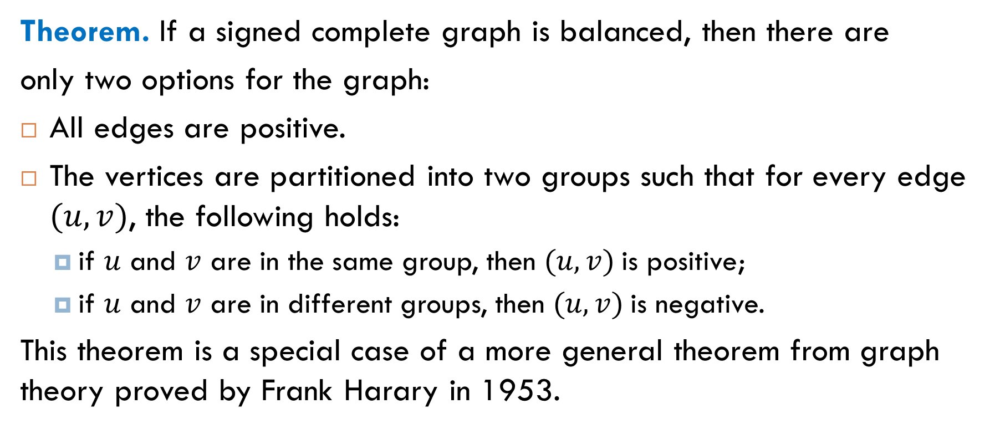 Theorem. If a signed complete graph is balanced, then there are
only two options for the graph:
All edges are positive.
The vertices are partitioned into two groups such that for every edge
(u, v), the following holds:
if u and v are in the same group, then (u, v) is positive;
if u and v are in different groups, then (u, v) is negative.
This theorem is a special case of a more general theorem from graph
theory proved by Frank Harary in 1953.